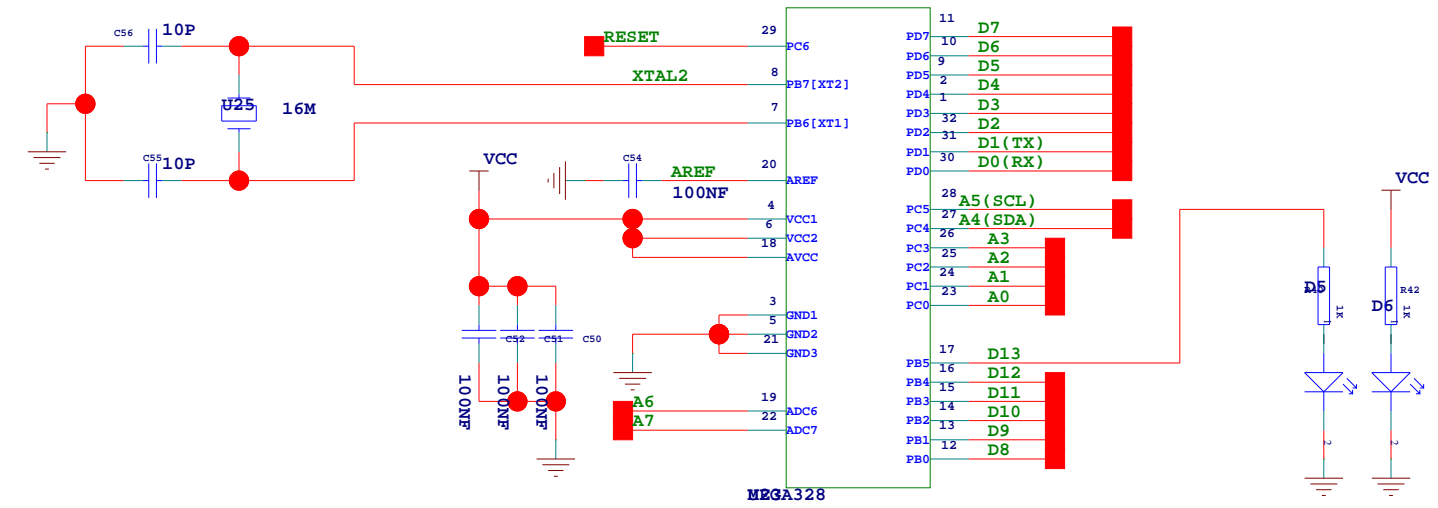 C56
10P
U25
16M
C55
10P
RESET
29
PC6
XTAL2
8
PB7[XT2]
7
PB6[XT1]
VCC
C54
AREF
100NF
20
AREF
4
VCC1
6
VCC2
18
AVCC
C52
C51
C50
100NF
100NF
100NF
3
GND1
5
GND2
21
GND3
A6
19
ADC6
A7
22
ADC7
PD7
11
D7
PD6
10
D6
PD5
9
D5
PD4
2
D4
PD3
1
D3
PD2
32
D2
PD1
31
D1(TX)
PD0
30
D0(RX)
PC5
28
A5(SCL)
PC4
27
A4(SDA)
PC3
26
A3
PC2
25
A2
PC1
24
A1
PC0
23
A0
PB5
17
D13
PB4
16
D12
PB3
15
D11
PB2
14
D10
PB1
13
D9
PB0
12
D8
VCC
D5
1K
D6
R42
1K
2
2